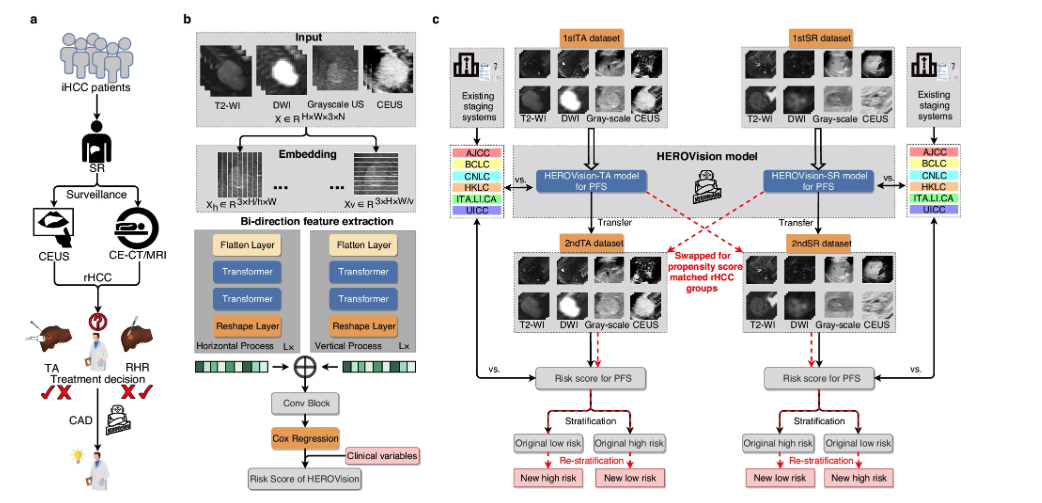 a
iHCC patients
SR
Surveillance
CEUS
CE-CT/MRI
rHCC
TA
RHR
Treatment decision
CAD
b
Input
T2-WI
DWI
Grayscale US
CEUS
X ∈ R H×W×3×N
Embedding
... ...
Xh ∈ R3×H/h×W
Xv ∈ R3×H×W/v
Bi-direction feature extraction
Flatten Layer
Transformer
Transformer
Reshape Layer
Horizontal Process L×
Flatten Layer
Transformer
Transformer
Reshape Layer
Vertical Process L×
Conv Block
Cox Regression
Clinical variables
Risk Score of HEROVision
c
1stTA dataset
T2-WI DWI Gray-scale CEUS
1stSR dataset
T2-WI DWI Gray-scale CEUS
Existing
staging
systems
AJCC
BCLC
CNLC
HKLC
ITA.LI.CA
UICC
vs.
HEROVision model
HEROVision-TA model
for PFS
HEROVision-SR model
for PFS
vs.
Existing
staging
systems
AJCC
BCLC
CNLC
HKLC
ITA.LI.CA
UICC
Transfer
Transfer
2ndTA dataset
T2-WI DWI Gray-scale CEUS
Swapped for
propensity score
matched rHCC
groups
2ndSR dataset
T2-WI DWI Gray-scale CEUS
vs.
Risk score for PFS
Risk score for PFS
vs.
Stratification
Original low risk
Original high risk
Re-stratification
New high risk
New low risk
Stratification
Original high risk
Original low risk
Re-stratification
New low risk
New high risk